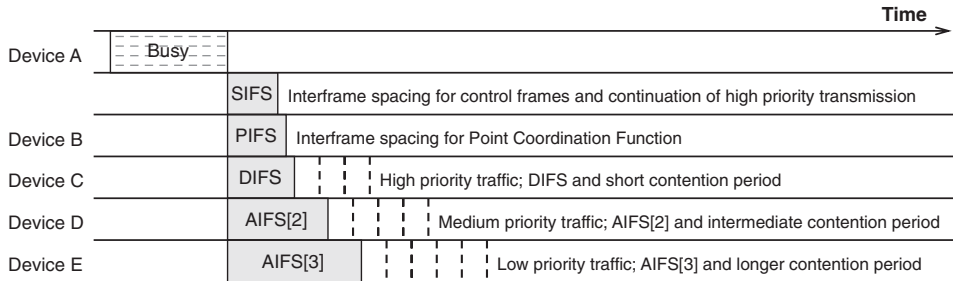 Time
Device A
Busy
SIFS Interframe spacing for control frames and continuation of high priority transmission
Device B
PIFS Interframe spacing for Point Coordination Function
Device C
DIFS High priority traffic; DIFS and short contention period
Device D
AIFS[2] Medium priority traffic; AIFS[2] and intermediate contention period
Device E
AIFS[3] Low priority traffic; AIFS[3] and longer contention period